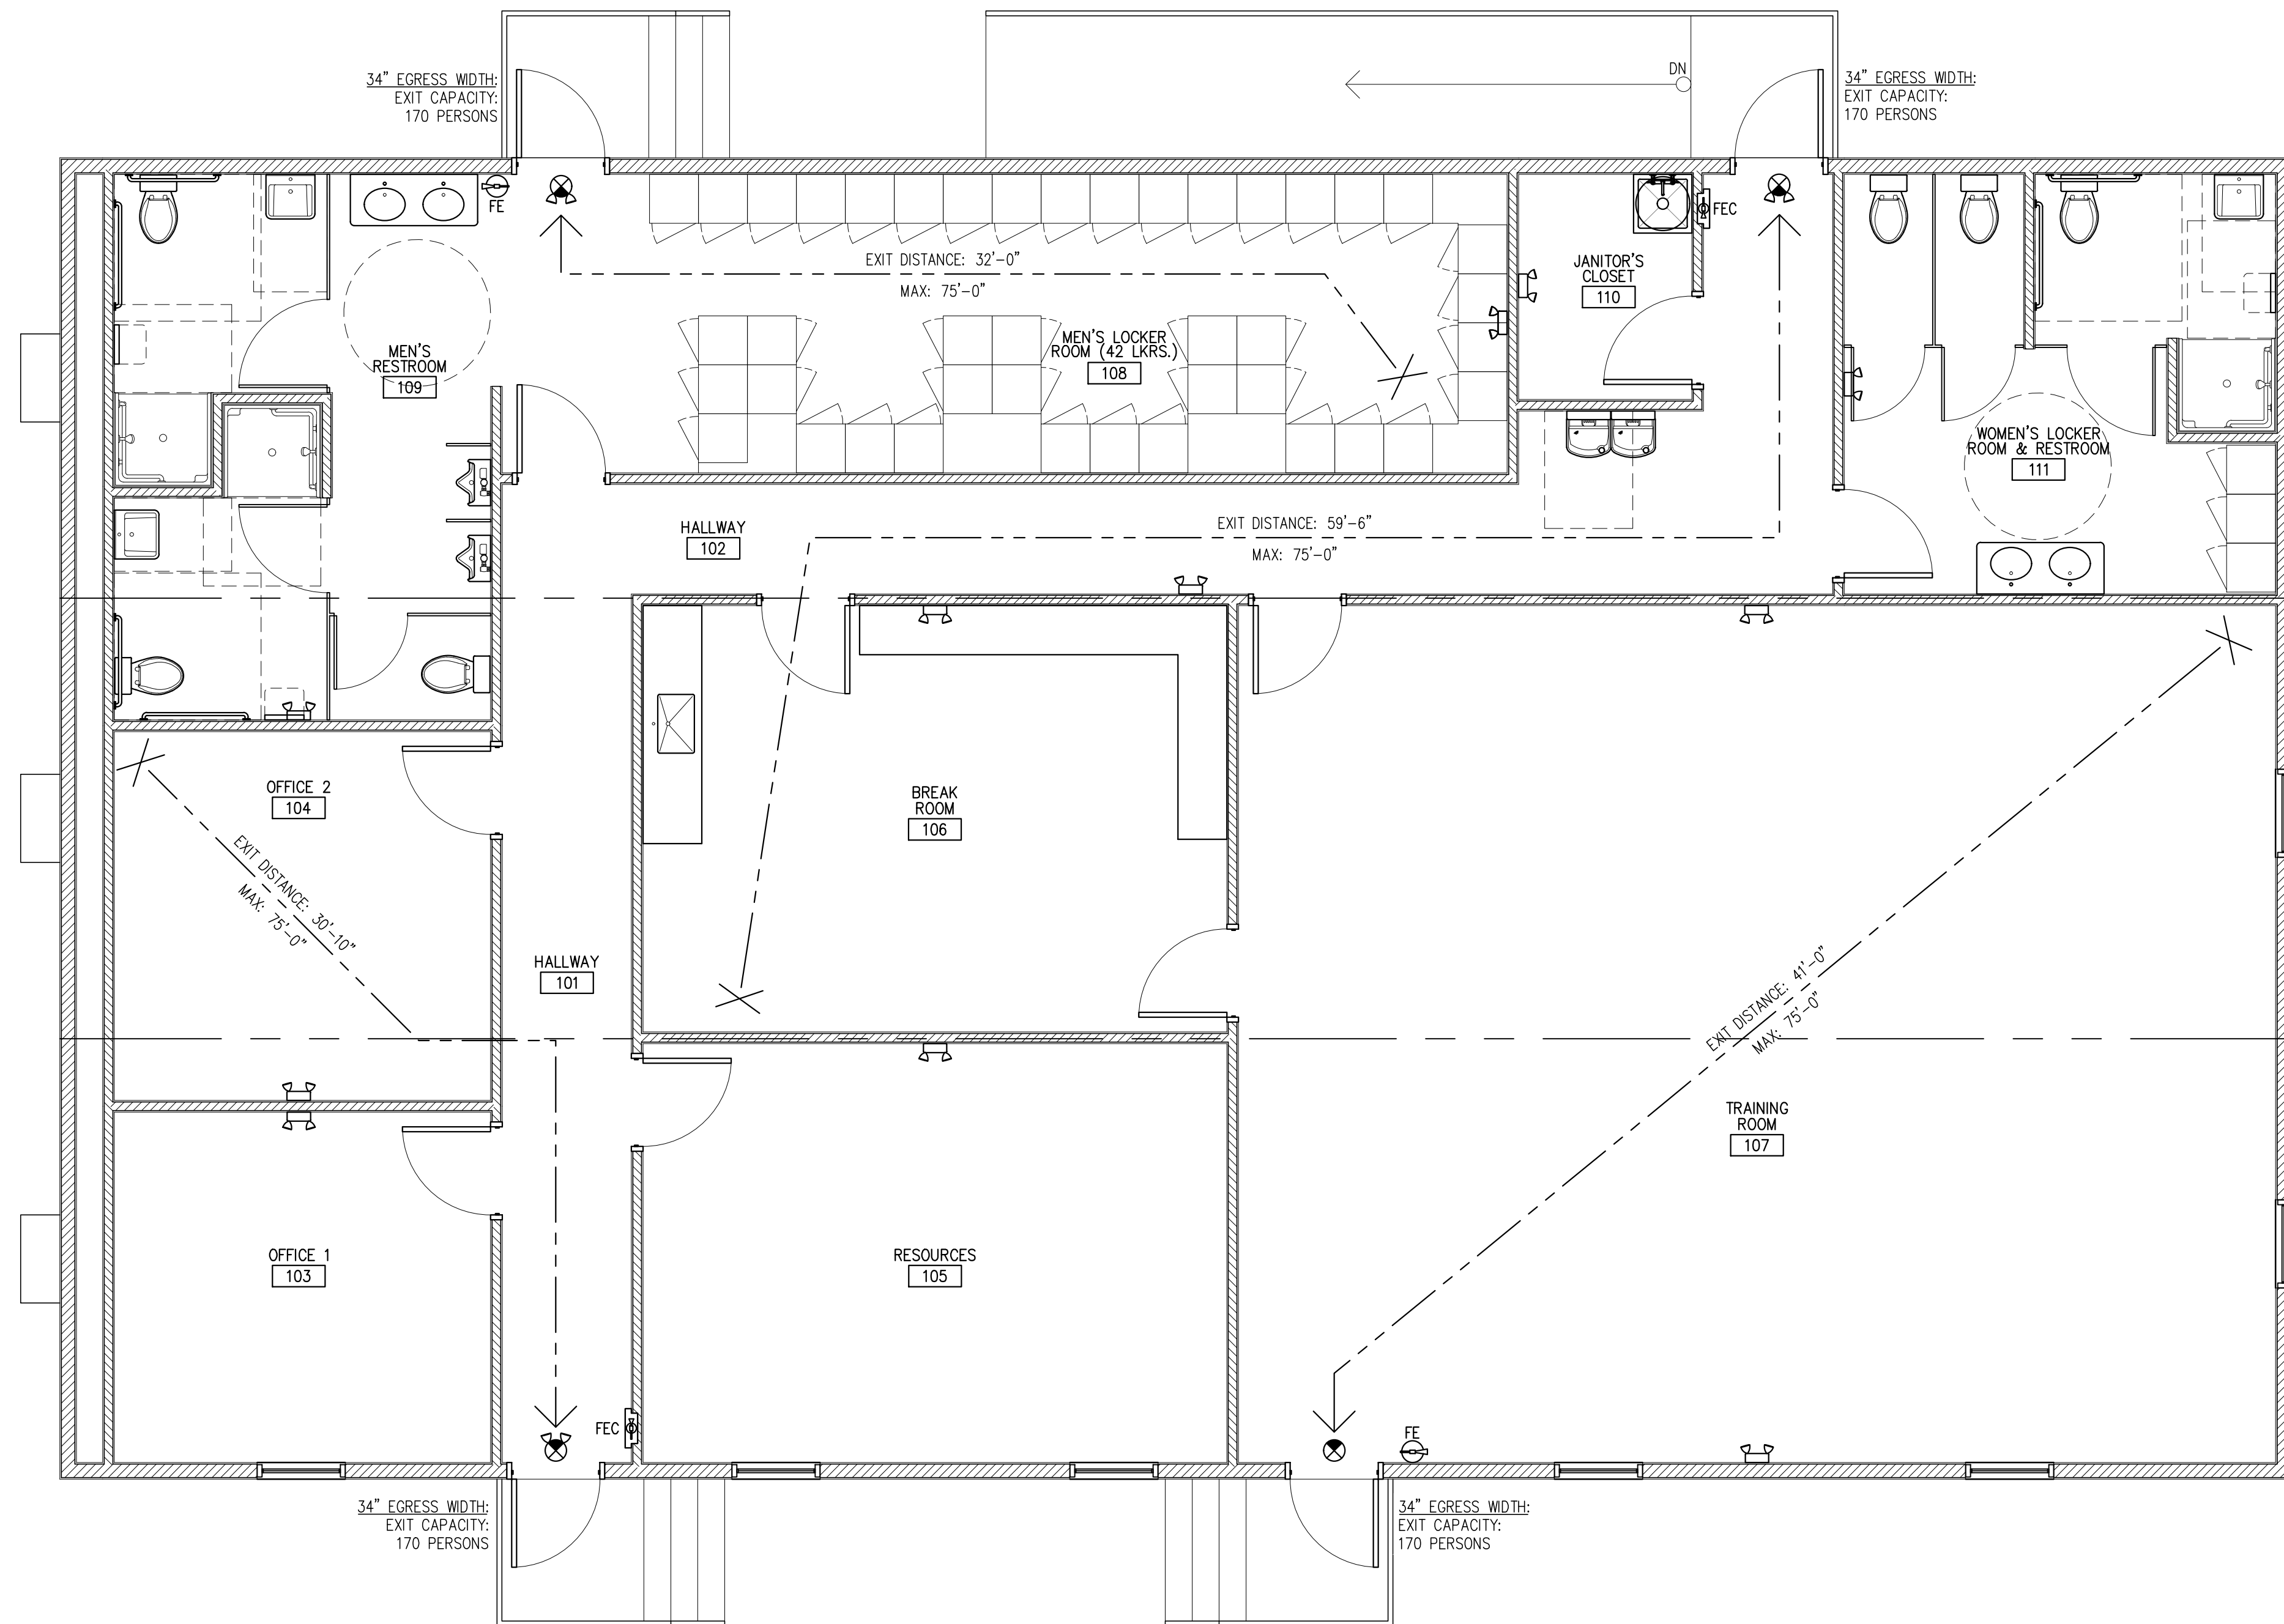 34" EGRESS WIDTH:
EXIT CAPACITY:
170 PERSONS
DN
34" EGRESS WIDTH:
EXIT CAPACITY:
170 PERSONS
FE
FEC
EXIT DISTANCE: 32'-0"
MAX: 75'-0"
JANITOR'S
CLOSET
110
MEN'S
RESTROOM
109
MEN'S LOCKER
ROOM (42 LKRS.)
108
WOMEN'S LOCKER
ROOM & RESTROOM
111
HALLWAY
102
EXIT DISTANCE: 59'-6"
MAX: 75'-0"
OFFICE 2
104
BREAK
ROOM
106
EXIT DISTANCE: 30'-10"
MAX: 75'-0"
HALLWAY
101
EXIT DISTANCE: 41'-0"
MAX: 75'-0"
TRAINING
ROOM
107
OFFICE 1
103
RESOURCES
105
FEC
FE
34" EGRESS WIDTH:
EXIT CAPACITY:
170 PERSONS
34" EGRESS WIDTH:
EXIT CAPACITY:
170 PERSONS